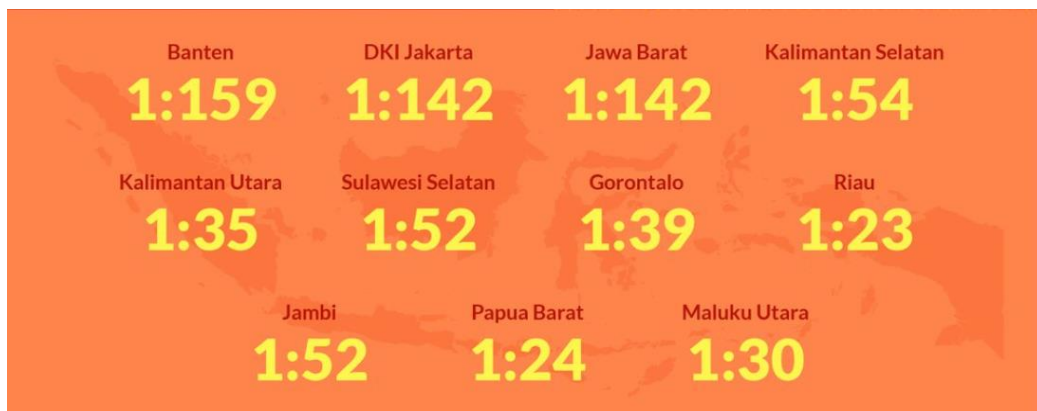 Banten DKI Jakarta Jawa Barat Kalimantan Selatan
1:159 1:142 1:142 1:54
Kalimantan Utara Sulawesi Selatan Gorontalo Riau
1:35 1:52 1:39 1:23
Jambi Papua Barat Maluku Utara
1:52 1:24 1:30